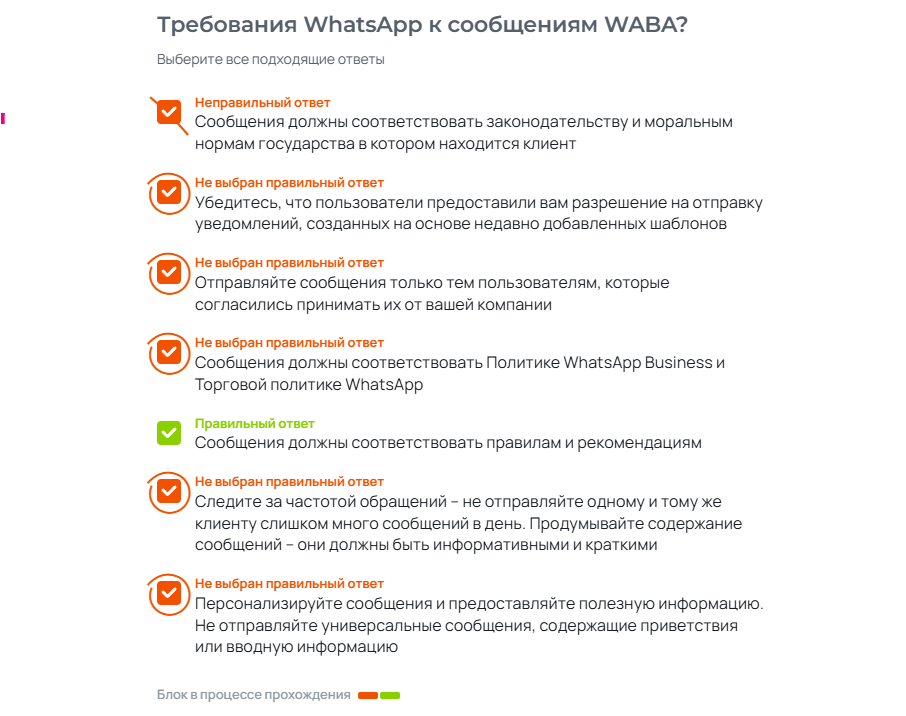 Требования WhatsApp к сообщениям WABA?
Выберите все подходящие ответы
Неправильный ответ
Сообщения должны соответствовать законодательству и моральным
нормам государства в котором находится клиент
Не выбран правильный ответ
Убедитесь, что пользователи предоставили вам разрешение на отправку
уведомлений, созданных на основе недавно добавленных шаблонов
Не выбран правильный ответ
Отправляйте сообщения только тем пользователям, которые
согласились принимать их от вашей компании
Не выбран правильный ответ
Сообщения должны соответствовать Политике WhatsApp Business и
Торговой политике WhatsApp
Правильный ответ
Сообщения должны соответствовать правилам и рекомендациям
Не выбран правильный ответ
Следите за частотой обращений – не отправляйте одному и тому же
клиенту слишком много сообщений в день. Продумывайте содержание
сообщений – они должны быть информативными и краткими
Не выбран правильный ответ
Персонализируйте сообщения и предоставляйте полезную информацию.
Не отправляйте универсальные сообщения, содержащие приветствия
или вводную информацию
Блок в процессе прохождения